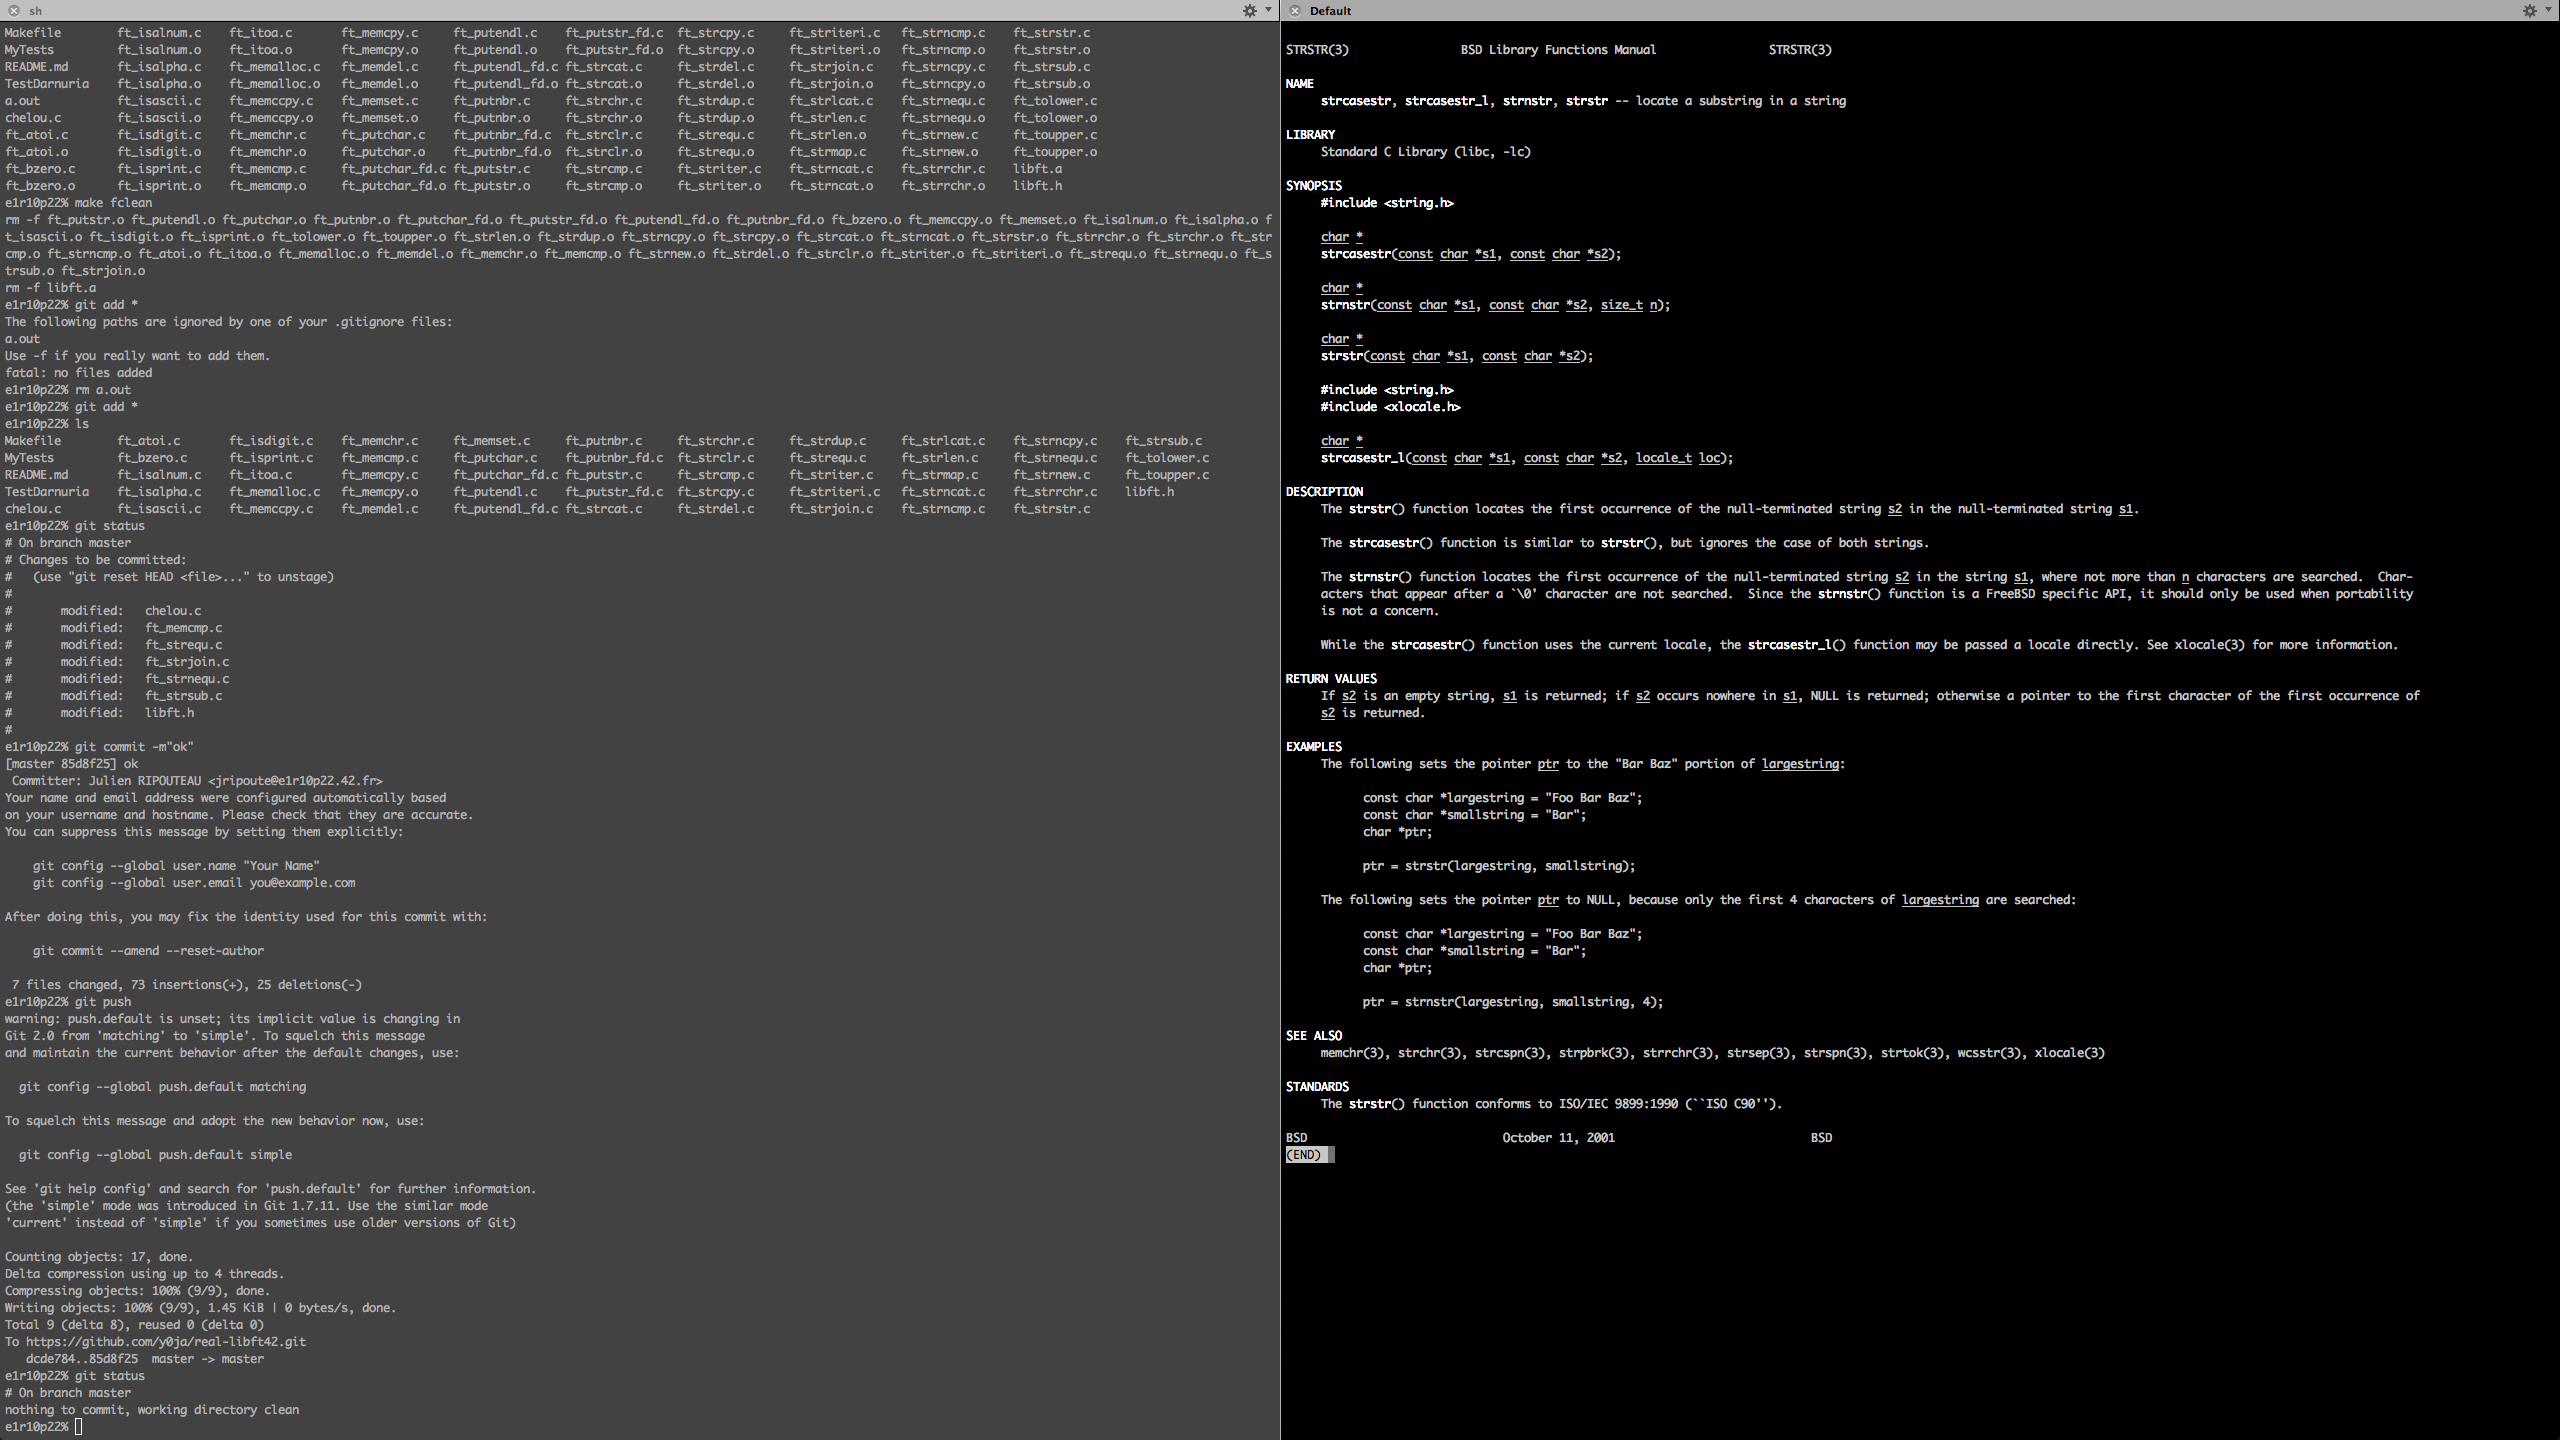 sh
Makefile ft_isalnum.c ft_itoa.c ft_memcpy.c ft_putendl.c ft_putstr_fd.c ft_strcpy.c ft_striteri.c ft_strncmp.c ft_strstr.c
MyTests ft_isalnum.o ft_itoa.o ft_memcpy.o ft_putendl.o ft_putstr_fd.o ft_strcpy.o ft_striteri.o ft_strncmp.o ft_strstr.o
README.md ft_isalpha.c ft_memalloc.c ft_memdel.c ft_putendl_fd.c ft_strcat.c ft_strdel.c ft_strjoin.c ft_strncpy.c ft_strsub.c
TestDarnuria ft_isalpha.o ft_memalloc.o ft_memdel.o ft_putendl_fd.o ft_strcat.o ft_strdel.o ft_strjoin.o ft_strncpy.o ft_strsub.o
a.out ft_isascii.c ft_memccpy.c ft_memset.c ft_putnbr.c ft_strchr.c ft_strdup.c ft_strlcat.c ft_strnequ.c ft_tolower.c
chelou.c ft_isascii.o ft_memccpy.o ft_memset.o ft_putnbr.o ft_strchr.o ft_strdup.o ft_strlen.c ft_strnequ.o ft_tolower.o
ft_atoi.c ft_isdigit.c ft_memchr.c ft_putchar.c ft_putnbr_fd.c ft_strclr.c ft_strequ.c ft_strlen.o ft_strnew.c ft_toupper.c
ft_atoi.o ft_isdigit.o ft_memchr.o ft_putchar.o ft_putnbr_fd.o ft_strclr.o ft_strequ.o ft_strmap.c ft_strnew.o ft_toupper.o
ft_bzero.c ft_isprint.c ft_memcmp.c ft_putchar_fd.c ft_putstr.c ft_strcmp.c ft_striter.c ft_strncat.c ft_strrchr.c libft.a
ft_bzero.o ft_isprint.o ft_memcmp.o ft_putchar_fd.o ft_putstr.o ft_strcmp.o ft_striter.o ft_strncat.o ft_strrchr.o libft.h
e1r10p22% make fclean
rm -f ft_putstr.o ft_putendl.o ft_putchar.o ft_putnbr.o ft_putchar_fd.o ft_putstr_fd.o ft_putendl_fd.o ft_putnbr_fd.o ft_bzero.o ft_memccpy.o ft_memset.o ft_isalnum.o ft_isalpha.o f
t_isascii.o ft_isdigit.o ft_isprint.o ft_tolower.o ft_toupper.o ft_strlen.o ft_strdup.o ft_strncpy.o ft_strcpy.o ft_strcat.o ft_strncat.o ft_strstr.o ft_strrchr.o ft_strchr.o ft_str
cmp.o ft_strncmp.o ft_atoi.o ft_itoa.o ft_memalloc.o ft_memdel.o ft_memchr.o ft_memcmp.o ft_strnew.o ft_strdel.o ft_strclr.o ft_striter.o ft_striteri.o ft_strequ.o ft_strnequ.o ft_s
trsub.o ft_strjoin.o
rm -f libft.a
e1r10p22% git add *
The following paths are ignored by one of your .gitignore files:
a.out
Use -f if you really want to add them.
fatal: no files added
e1r10p22% rm a.out
e1r10p22% git add *
e1r10p22% ls
Makefile ft_atoi.c ft_isdigit.c ft_memchr.c ft_memset.c ft_putnbr.c ft_strchr.c ft_strdup.c ft_strlcat.c ft_strncpy.c ft_strsub.c
MyTests ft_bzero.c ft_isprint.c ft_memcmp.c ft_putchar.c ft_putnbr_fd.c ft_strclr.c ft_strequ.c ft_strlen.c ft_strnequ.c ft_tolower.c
README.md ft_isalnum.c ft_itoa.c ft_memcpy.c ft_putchar_fd.c ft_putstr.c ft_strcmp.c ft_striter.c ft_strmap.c ft_strnew.c ft_toupper.c
TestDarnuria ft_isalpha.c ft_memalloc.c ft_memcpy.o ft_putendl.c ft_putstr_fd.c ft_strcpy.c ft_striteri.c ft_strncat.c ft_strrchr.c libft.h
chelou.c ft_isascii.c ft_memccpy.c ft_memdel.c ft_putendl_fd.c ft_strcat.c ft_strdel.c ft_strjoin.c ft_strncmp.c ft_strstr.c
e1r10p22% git status
# On branch master
# Changes to be committed:
#   (use "git reset HEAD <file>..." to unstage)
#
#       modified:   chelou.c
#       modified:   ft_memcmp.c
#       modified:   ft_strequ.c
#       modified:   ft_strjoin.c
#       modified:   ft_strnequ.c
#       modified:   ft_strsub.c
#       modified:   libft.h
#
e1r10p22% git commit -m"ok"
[master 85d8f25] ok
 Committer: Julien RIPOUTEAU <jripoute@e1r10p22.42.fr>
Your name and email address were configured automatically based
on your username and hostname. Please check that they are accurate.
You can suppress this message by setting them explicitly:
    git config --global user.name "Your Name"
    git config --global user.email you@example.com
After doing this, you may fix the identity used for this commit with:
    git commit --amend --reset-author
 7 files changed, 73 insertions(+), 25 deletions(-)
e1r10p22% git push
warning: push.default is unset; its implicit value is changing in
Git 2.0 from 'matching' to 'simple'. To squelch this message
and maintain the current behavior after the default changes, use:
  git config --global push.default matching
To squelch this message and adopt the new behavior now, use:
  git config --global push.default simple
See 'git help config' and search for 'push.default' for further information.
(the 'simple' mode was introduced in Git 1.7.11. Use the similar mode
'current' instead of 'simple' if you sometimes use older versions of Git)
Counting objects: 17, done.
Delta compression using up to 4 threads.
Compressing objects: 100% (9/9), done.
Writing objects: 100% (9/9), 1.45 KiB | 0 bytes/s, done.
Total 9 (delta 8), reused 0 (delta 0)
To https://github.com/y0ja/real-libft42.git
   dcde784..85d8f25  master -> master
e1r10p22% git status
# On branch master
nothing to commit, working directory clean
e1r10p22%
Default
STRSTR(3) BSD Library Functions Manual STRSTR(3)
NAME
strcasestr, strcasestr_l, strnstr, strstr -- locate a substring in a string
LIBRARY
Standard C Library (libc, -lc)
SYNOPSIS
#include <string.h>
char *
strcasestr(const char *s1, const char *s2);
char *
strnstr(const char *s1, const char *s2, size_t n);
char *
strstr(const char *s1, const char *s2);
#include <string.h>
#include <xlocale.h>
char *
strcasestr_l(const char *s1, const char *s2, locale_t loc);
DESCRIPTION
The strstr() function locates the first occurrence of the null-terminated string s2 in the null-terminated string s1.
The strcasestr() function is similar to strstr(), but ignores the case of both strings.
The strnstr() function locates the first occurrence of the null-terminated string s2 in the string s1, where not more than n characters are searched.  Char-
acters that appear after a `\0' character are not searched.  Since the strnstr() function is a FreeBSD specific API, it should only be used when portability
is not a concern.
While the strcasestr() function uses the current locale, the strcasestr_l() function may be passed a locale directly. See xlocale(3) for more information.
RETURN VALUES
If s2 is an empty string, s1 is returned; if s2 occurs nowhere in s1, NULL is returned; otherwise a pointer to the first character of the first occurrence of
s2 is returned.
EXAMPLES
The following sets the pointer ptr to the "Bar Baz" portion of largestring:
const char *largestring = "Foo Bar Baz";
const char *smallstring = "Bar";
char *ptr;
ptr = strstr(largestring, smallstring);
The following sets the pointer ptr to NULL, because only the first 4 characters of largestring are searched:
const char *largestring = "Foo Bar Baz";
const char *smallstring = "Bar";
char *ptr;
ptr = strnstr(largestring, smallstring, 4);
SEE ALSO
memchr(3), strchr(3), strcspn(3), strpbrk(3), strrchr(3), strsep(3), strspn(3), strtok(3), wcsstr(3), xlocale(3)
STANDARDS
The strstr() function conforms to ISO/IEC 9899:1990 (``ISO C90'').
BSD October 11, 2001 BSD
(END)